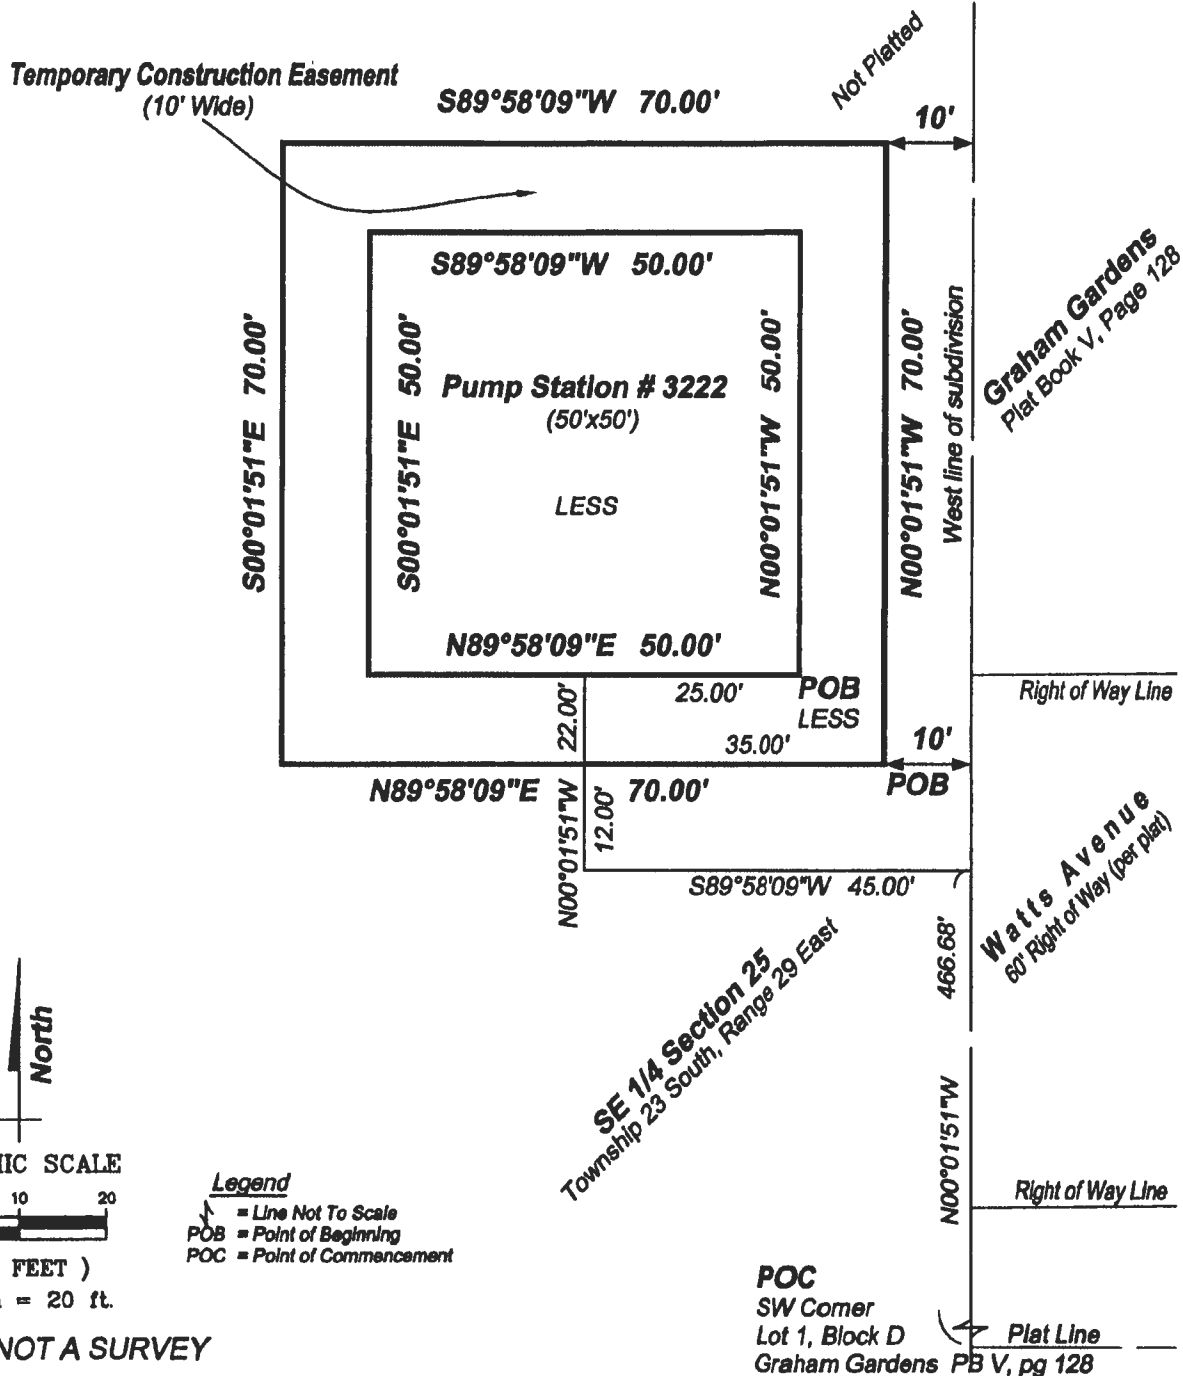 Not Platted
Temporary Construction Easement
(10' Wide)
S89°58'09"W 70.00'
10'
S89°58'09"W 50.00'
S00°01'51"E 70.00'
S00°01'51"E 50.00'
Pump Station # 3222
(50'x50')
LESS
N00°01'51"W 50.00'
N00°01'51"W 70.00'
West line of subdivision
Graham Gardens
Plat Book V, Page 128
N89°58'09"E 50.00'
25.00'
POB
LESS
Right of Way Line
22.00'
35.00'
10'
N89°58'09"E 70.00'
POB
N00°01'51"W
12.00'
S89°58'09"W 45.00'
Watts Avenue
60' Right of Way (per plat)
466.68'
N00°01'51"W
SE 1/4 Section 25
Township 23 South, Range 29 East
North
HIC SCALE
10 20
FEET )
= 20 ft.
NOT A SURVEY
Legend
= Line Not To Scale
POB = Point of Beginning
POC = Point of Commencement
Right of Way Line
POC
SW Corner
Lot 1, Block D
Plat Line
Graham Gardens PB V, pg 128